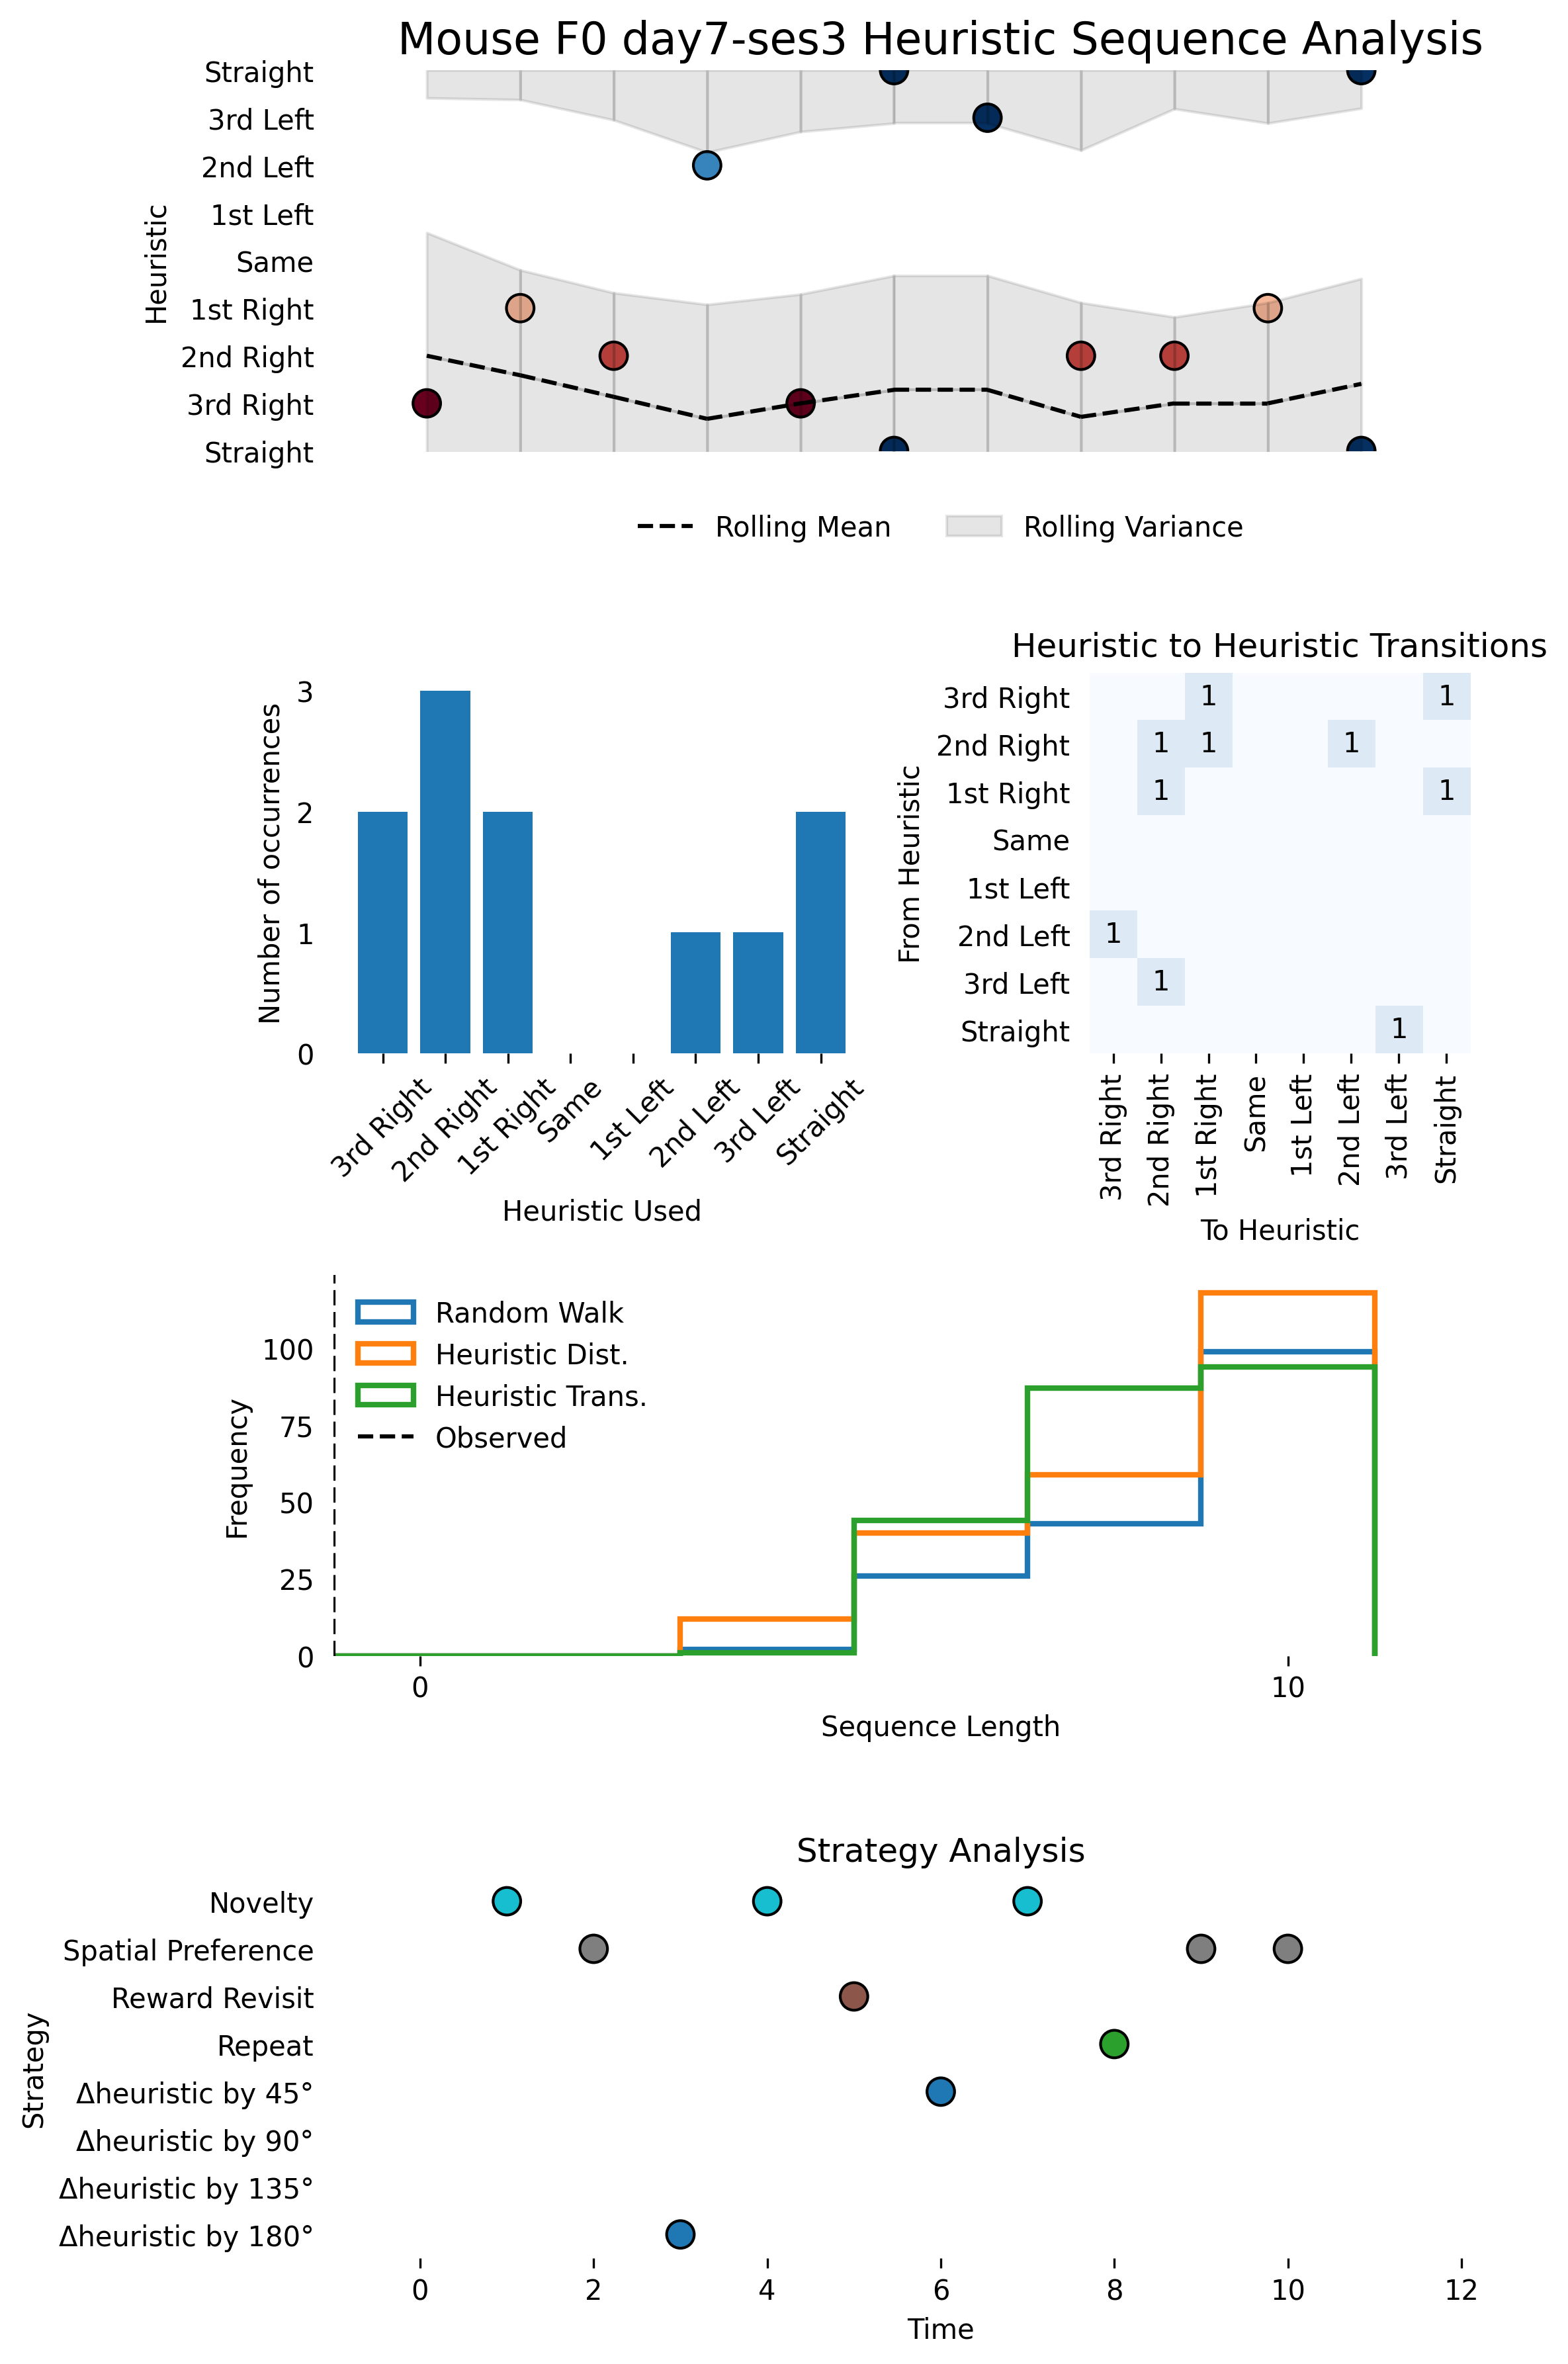 Mouse F0 day7-ses3 Heuristic Sequence Analysis
Straight
3rd Left
2nd Left
1st Left
Same
1st Right
2nd Right
3rd Right
Straight
Heuristic
Rolling Mean
Rolling Variance
3
2
1
0
Number of occurrences
3rd Right
2nd Right
1st Right
Same
1st Left
2nd Left
3rd Left
Straight
Heuristic Used
Heuristic to Heuristic Transitions
3rd Right
1 1
2nd Right
1 1 1
1st Right
1 1
Same
1st Left
2nd Left
1
3rd Left
1
Straight
1
From Heuristic
3rd Right
2nd Right
1st Right
Same
1st Left
2nd Left
3rd Left
Straight
To Heuristic
Random Walk
Heuristic Dist.
Heuristic Trans.
Observed
100
75
50
25
0
Frequency
0
10
Sequence Length
Strategy Analysis
Novelty
Spatial Preference
Reward Revisit
Repeat
Δheuristic by 45°
Δheuristic by 90°
Δheuristic by 135°
Δheuristic by 180°
Strategy
0 2 4 6 8 10 12
Time